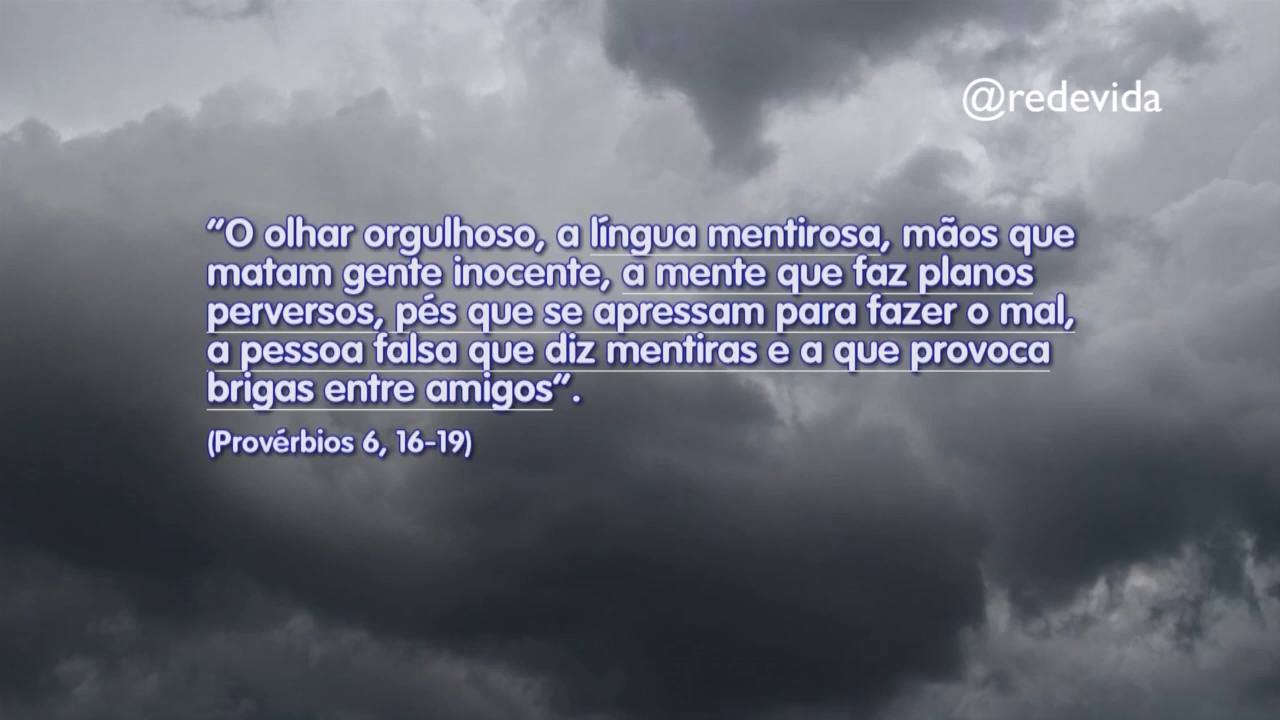 @redevida
“O olhar orgulhoso, a língua mentirosa, mãos que
matam gente inocente, a mente que faz planos
perversos, pés que se apressam para fazer o mal,
a pessoa falsa que diz mentiras e a que provoca
brigas entre amigos”.
(Provérbios 6, 16-19)